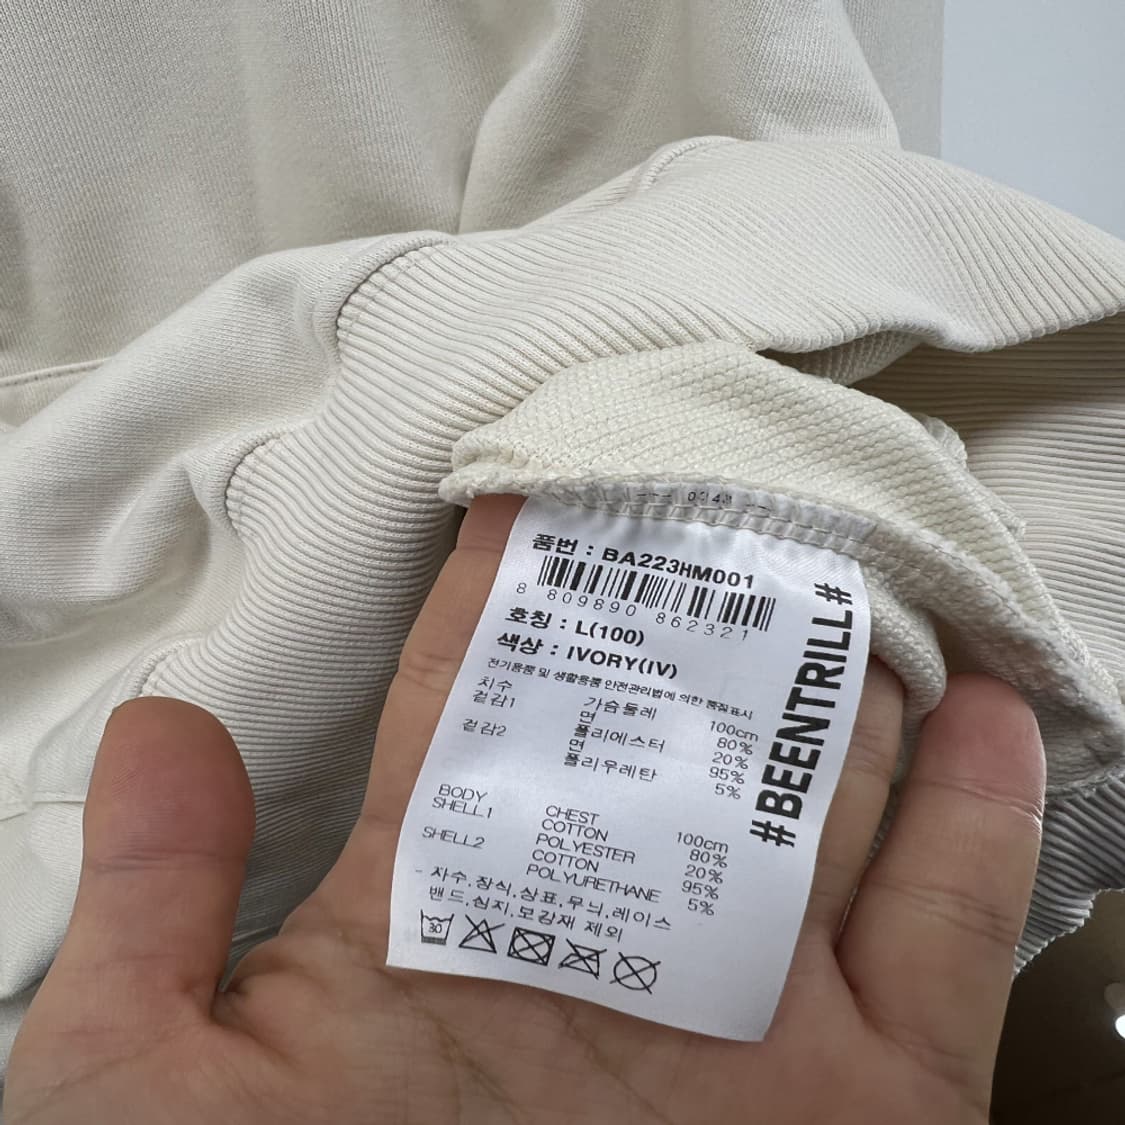 품번 : BA223HM001
8 809890 862321
호칭 : L(100)
색상 : IVORY(IV)
전기용품 및 생활용품 안전관리법에 의한 품질표시
치수 가슴둘레 100cm
겉감1 면 80%
폴리에스터 20%
겉감2 면 95%
폴리우레탄 5%
BODY CHEST 100cm
SHELL1 COTTON 80%
POLYESTER 20%
SHELL2 COTTON 95%
POLYURETHANE 5%
- 자수,장식,상표,무늬,레이스
밴드,심지,보강재 제외
30
#BEENTRILL#